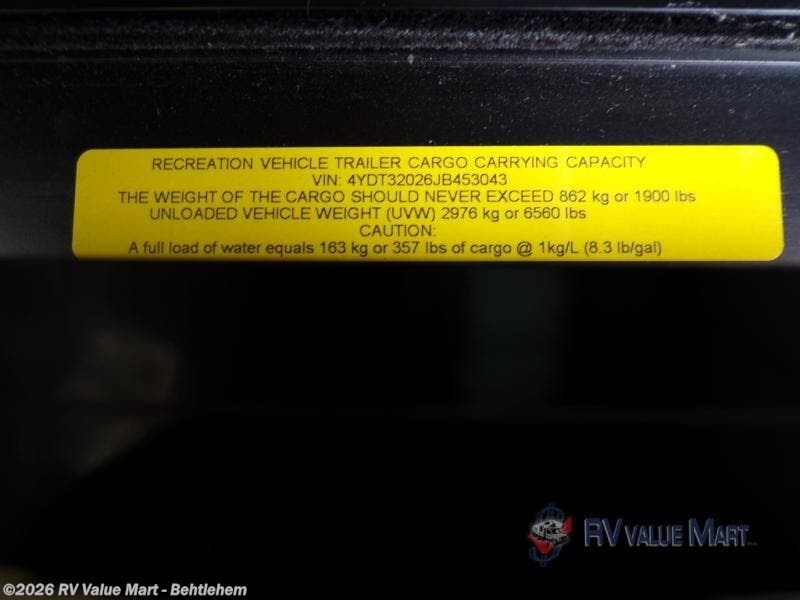 RECREATION VEHICLE TRAILER CARGO CARRYING CAPACITY
VIN: 4YDT32026JB453043
THE WEIGHT OF THE CARGO SHOULD NEVER EXCEED 862 kg or 1900 lbs
UNLOADED VEHICLE WEIGHT (UVW) 2976 kg or 6560 lbs
CAUTION:
A full load of water equals 163 kg or 357 lbs of cargo @ 1kg/L (8.3 lb/gal)
RV VALUE MART
©2026 RV Value Mart - Behtlehem